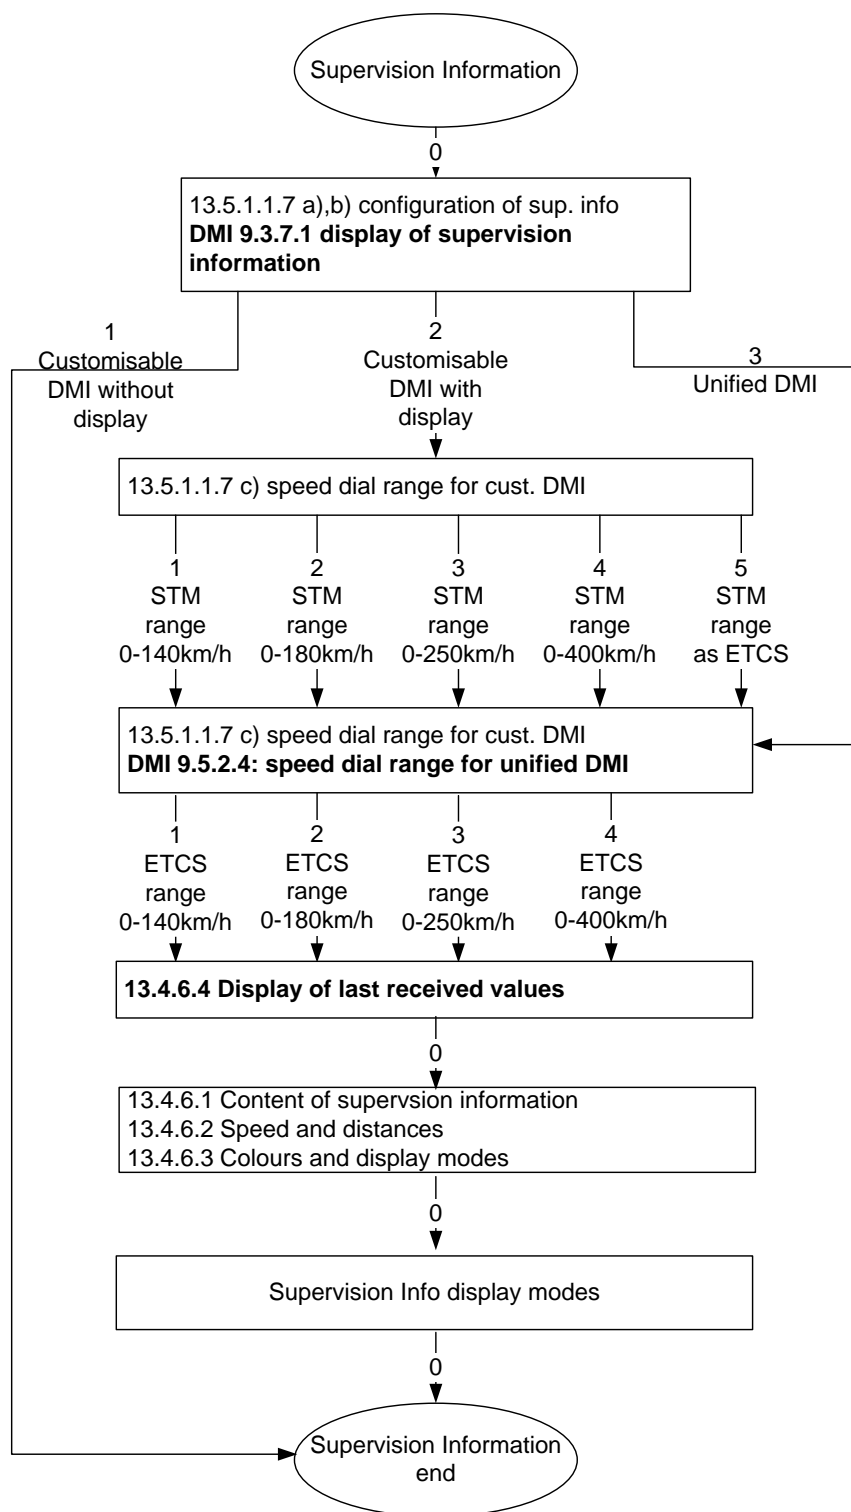 Supervision Information
0
13.5.1.1.7 a),b) configuration of sup. info
DMI 9.3.7.1 display of supervision
information
1
Customisable
DMI without
display
2
Customisable
DMI with
display
3
Unified DMI
13.5.1.1.7 c) speed dial range for cust. DMI
1
STM
range
0-140km/h
2
STM
range
0-180km/h
3
STM
range
0-250km/h
4
STM
range
0-400km/h
5
STM
range
as ETCS
13.5.1.1.7 c) speed dial range for cust. DMI
DMI 9.5.2.4: speed dial range for unified DMI
1
ETCS
range
0-140km/h
2
ETCS
range
0-180km/h
3
ETCS
range
0-250km/h
4
ETCS
range
0-400km/h
13.4.6.4 Display of last received values
0
13.4.6.1 Content of supervsion information
13.4.6.2 Speed and distances
13.4.6.3 Colours and display modes
0
Supervision Info display modes
0
Supervision Information
end